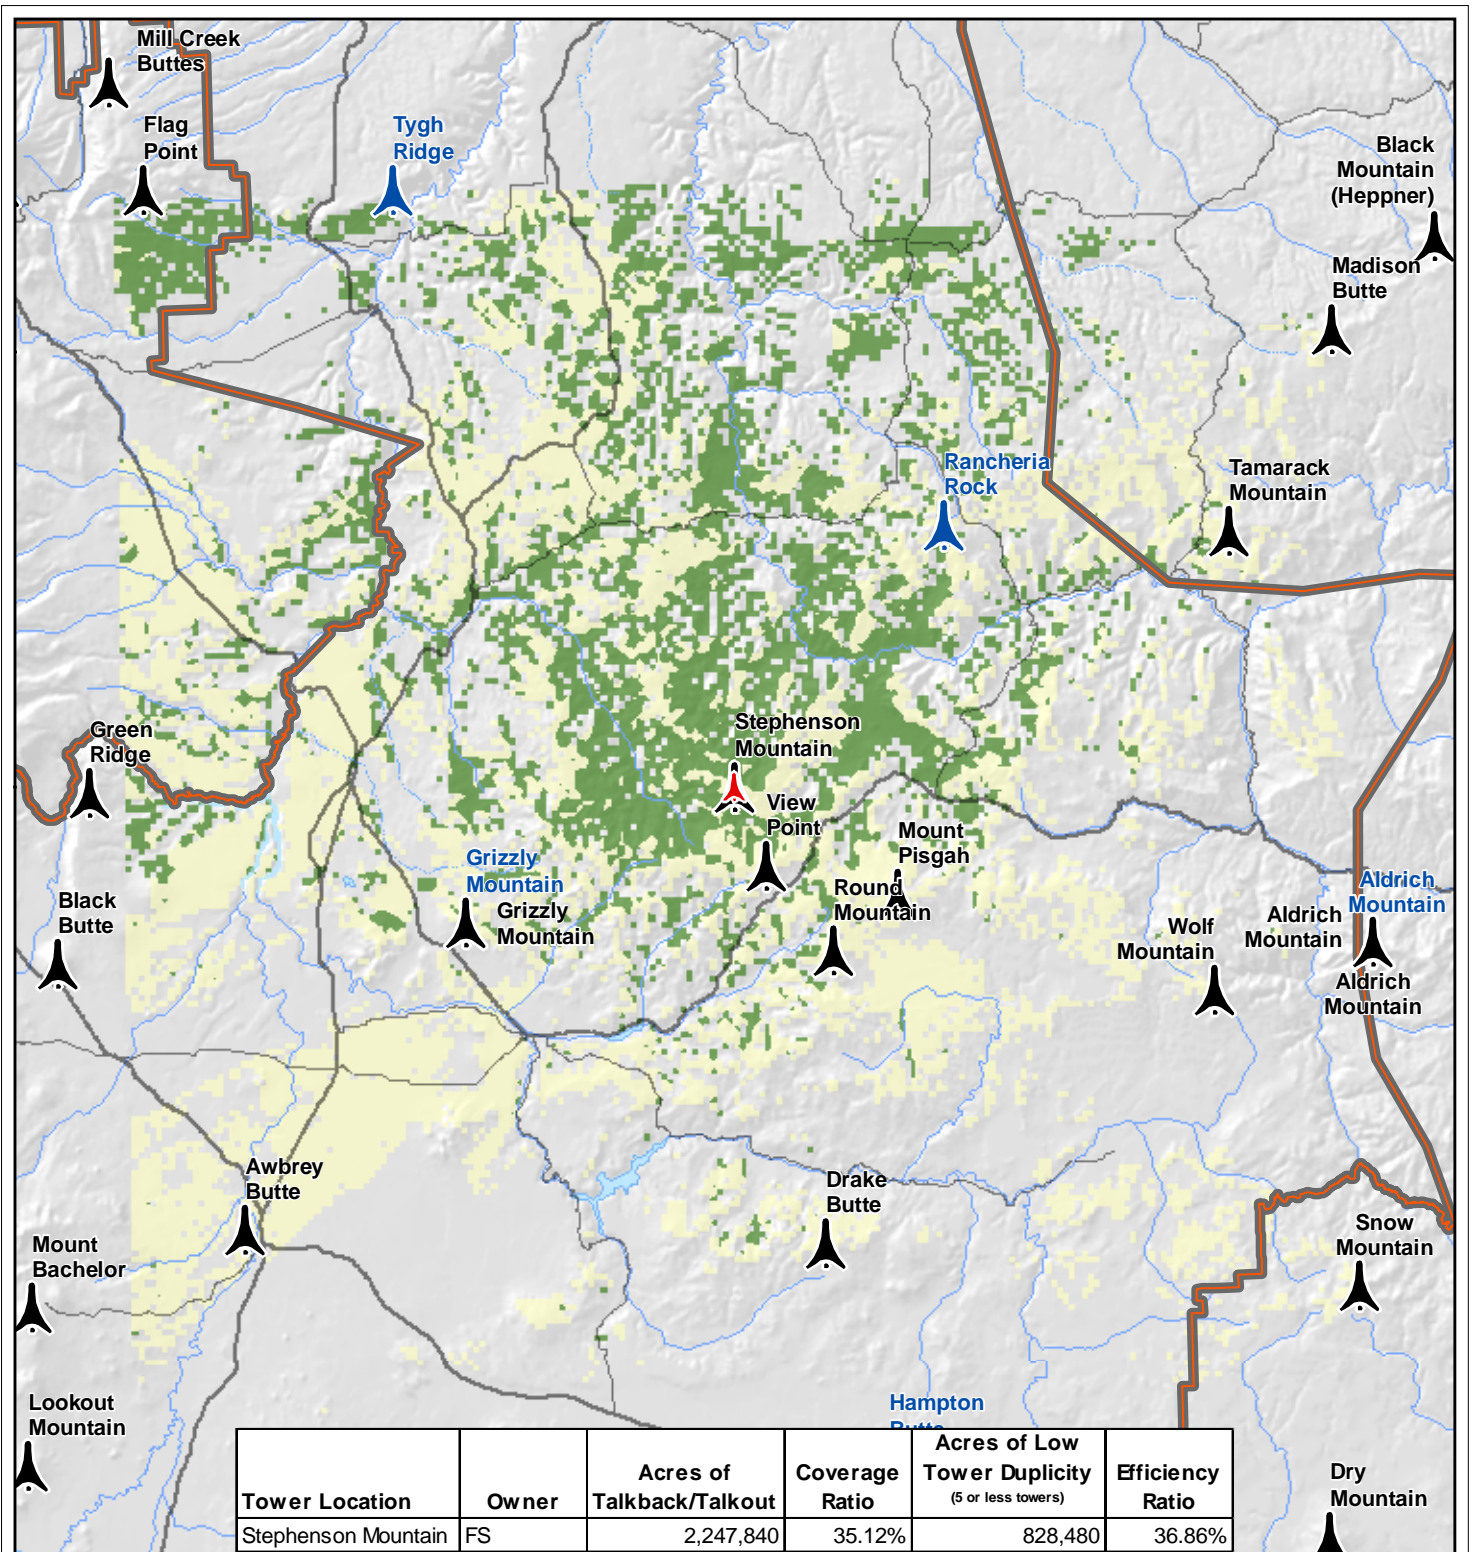 Mill Creek
Buttes
Flag
Point
Tygh
Ridge
Black
Mountain
(Heppner)
Madison
Butte
Rancheria
Rock
Tamarack
Mountain
Green
Ridge
Stephenson
Mountain
View
Point
Mount
Pisgah
Grizzly
Mountain
Grizzly
Mountain
Round
Mountain
Black
Butte
Wolf
Mountain
Aldrich
Mountain
Aldrich
Mountain
Aldrich
Mountain
Awbrey
Butte
Drake
Butte
Snow
Mountain
Mount
Bachelor
Lookout
Mountain
Hampton
Butte
Dry
Mountain
Tower Location
Owner
Acres of
Talkback/Talkout
Coverage
Ratio
Acres of Low
Tower Duplicity
(5 or less towers)
Efficiency
Ratio
Stephenson Mountain FS 2,247,840 35.12% 828,480 36.86%